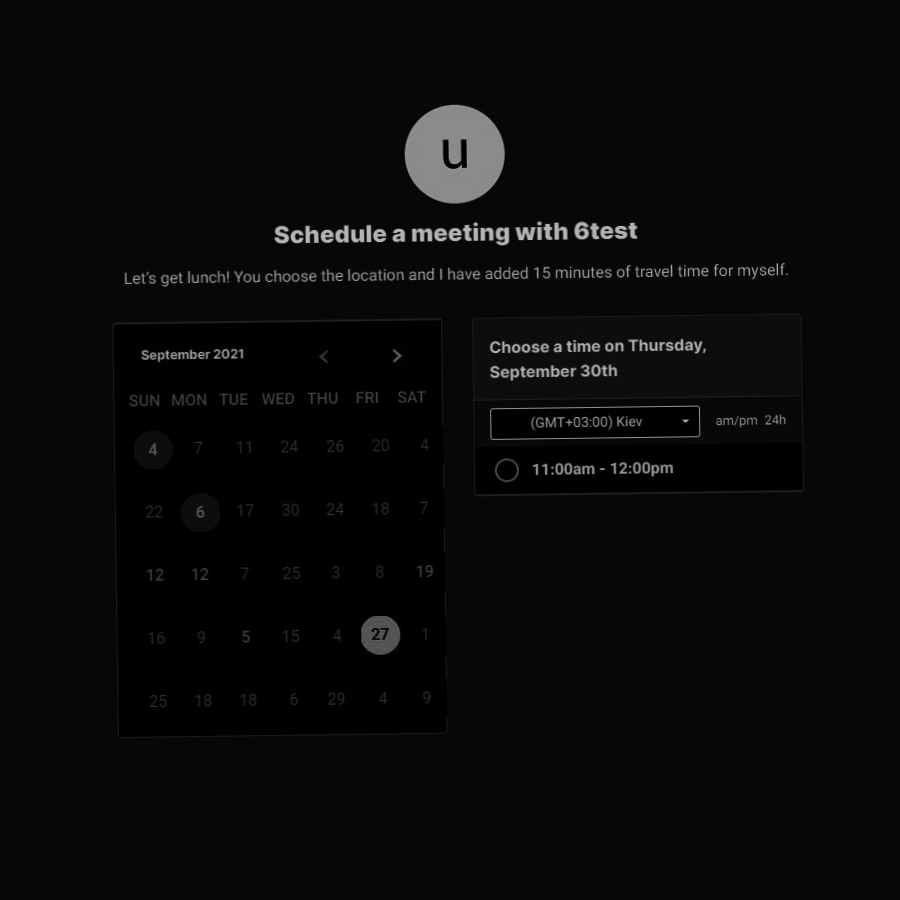 u
Schedule a meeting with 6test
Let's get lunch! You choose the location and I have added 15 minutes of travel time for myself.
September 2021
SUN MON TUE WED THU FRI SAT
4 7 11 24 26 20 4
22 6 17 30 24 18 7
12 12 7 25 3 8 19
16 9 5 15 4 27 1
25 18 18 6 29 4 9
Choose a time on Thursday,
September 30th
(GMT+03:00) Kiev
am/pm 24h
11:00am - 12:00pm